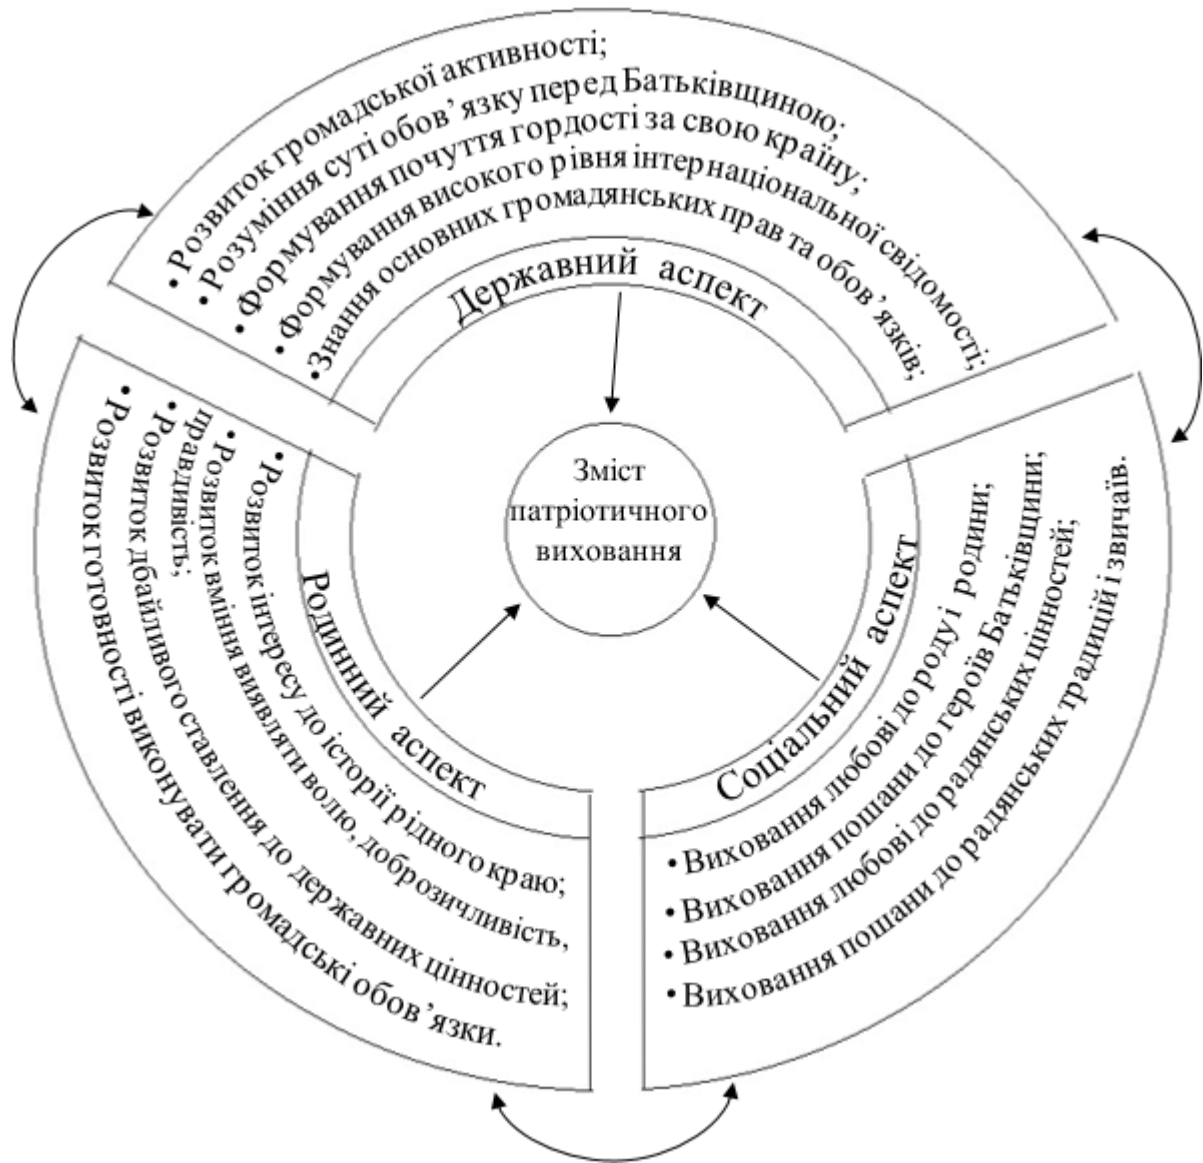 • Розвиток громадської активності;
• Розуміння суті обов’язку перед Батьківщиною;
• Формування почуття гордості за свою країну;
• Формування високого рівня інтернаціональної свідомості;
• Знання основних громадянських прав та обов’язків;
Державний аспект
Зміст
патріотичного
виховання
Родинний аспект
• Розвиток інтересу до історії рідного краю;
• Розвиток вміння виявляти волю, доброзичливість,
правдивість;
• Розвиток дбайливого ставлення до державних цінностей;
• Розвиток готовності виконувати громадські обов’язки.
Соціальний аспект
• Виховання любові до роду і родини;
• Виховання пошани до героїв Батьківщини;
• Виховання любові до радянських цінностей;
• Виховання пошани до радянських традицій і звичаїв.